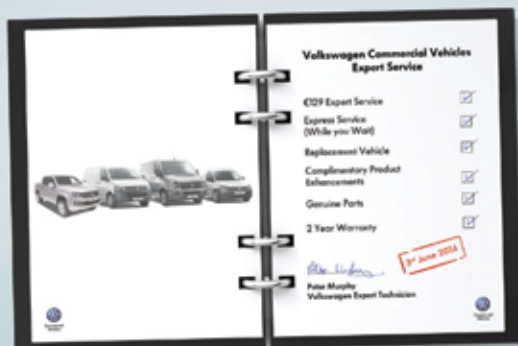 Volkswagen Commercial Vehicles
Expert Service
€129 Expert Service
Express Service
(While you Wait)
Replacement Vehicle
Complimentary Product
Enhancements
Genuine Parts
2 Year Warranty
3rd June 2014
Peter Murphy
Volkswagen Expert Technician